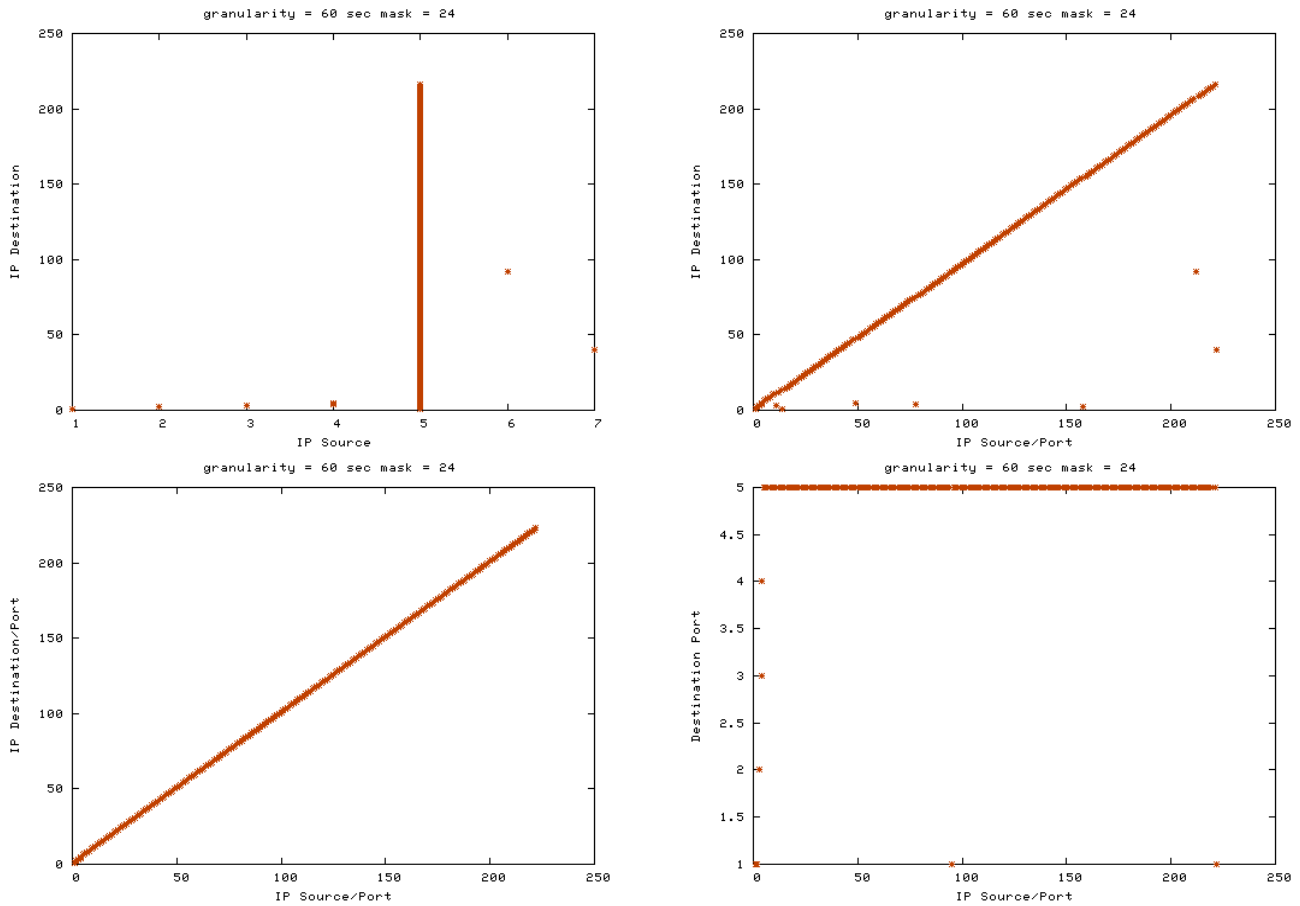 granularity = 60 sec mask = 24
250
200
150
100
50
0
IP Destination
1 2 3 4 5 6 7
IP Source
granularity = 60 sec mask = 24
250
200
150
100
50
0
IP Destination
0 50 100 150 200 250
IP Source/Port
granularity = 60 sec mask = 24
250
200
150
100
50
0
IP Destination/Port
0 50 100 150 200 250
IP Source/Port
granularity = 60 sec mask = 24
5
4.5
4
3.5
3
2.5
2
1.5
1
Destination Port
0 50 100 150 200 250
IP Source/Port